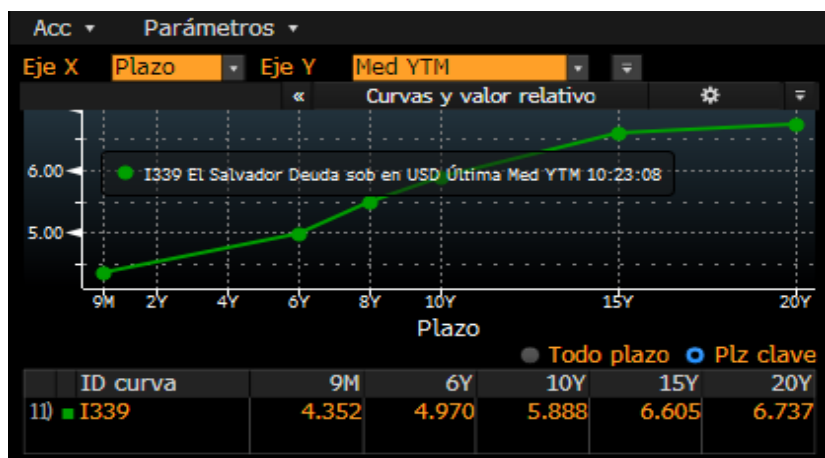 Acc Parámetros
Eje X Plazo Eje Y Med YTM
« Curvas y valor relativo
6.00
I339 El Salvador Deuda sob en USD Última Med YTM 10:23:08
5.00
9M 2Y 4Y 6Y 8Y 10Y 15Y 20Y
Plazo
Todo plazo Plz clave
ID curva 9M 6Y 10Y 15Y 20Y
11) I339 4.352 4.970 5.888 6.605 6.737